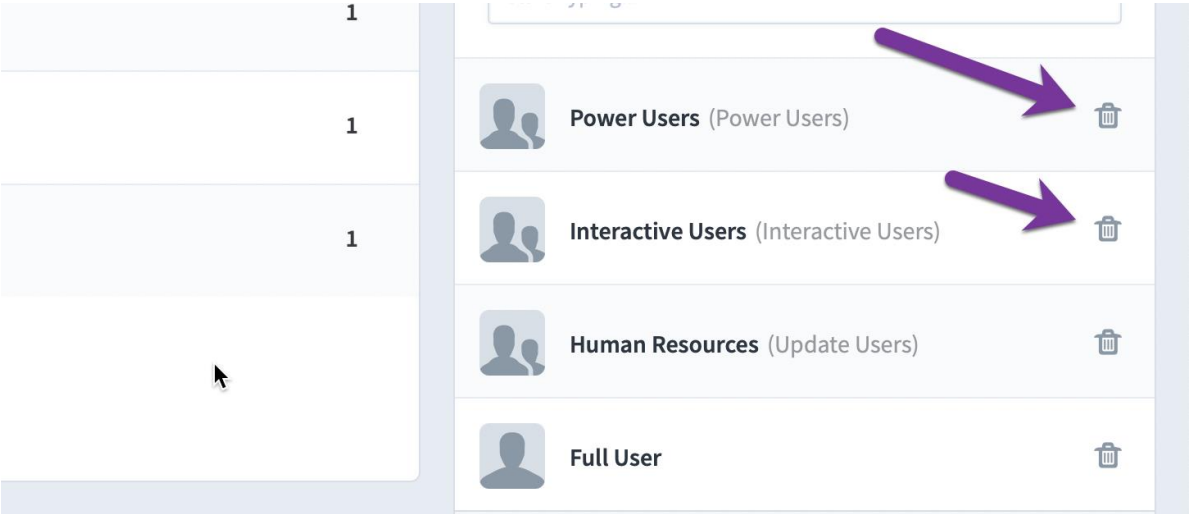 1
1
1
Power Users (Power Users)
Interactive Users (Interactive Users)
Human Resources (Update Users)
Full User